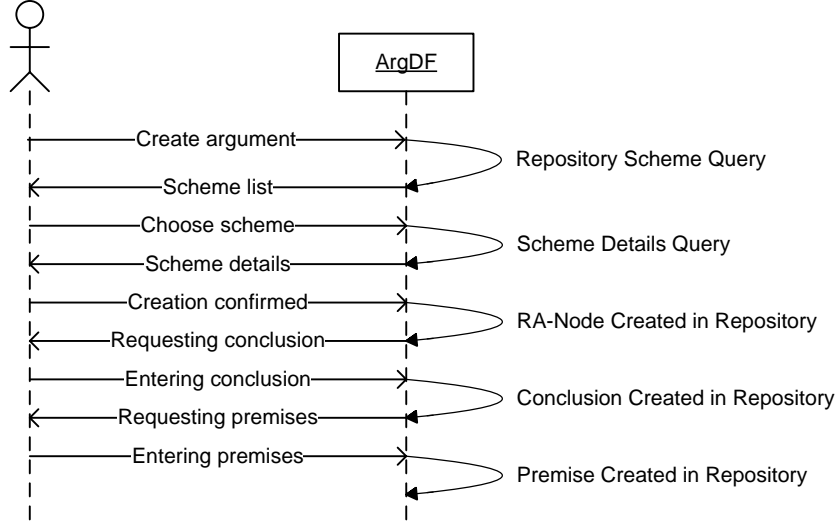 ArgDF
Create argument
Repository Scheme Query
Scheme list
Choose scheme
Scheme Details Query
Scheme details
Creation confirmed
RA-Node Created in Repository
Requesting conclusion
Entering conclusion
Conclusion Created in Repository
Requesting premises
Entering premises
Premise Created in Repository